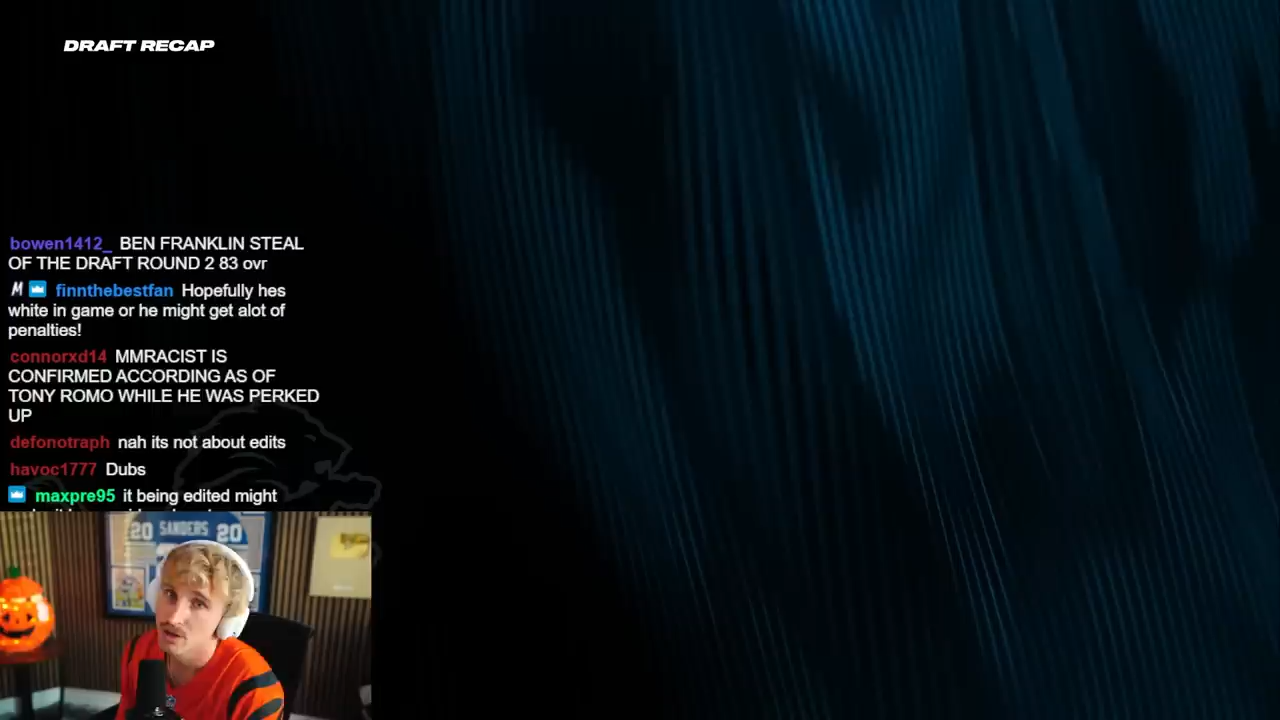 DRAFT RECAP
bowen1412_ BEN FRANKLIN STEAL
OF THE DRAFT ROUND 2 83 ovr
finnthebestfan Hopefully hes
white in game or he might get alot of
penalties!
connorxd14 MMRACIST IS
CONFIRMED ACCORDING AS OF
TONY ROMO WHILE HE WAS PERKED
UP
defonotraph nah its not about edits
havoc1777 Dubs
maxpre95 it being edited might
20 SANDERS 20